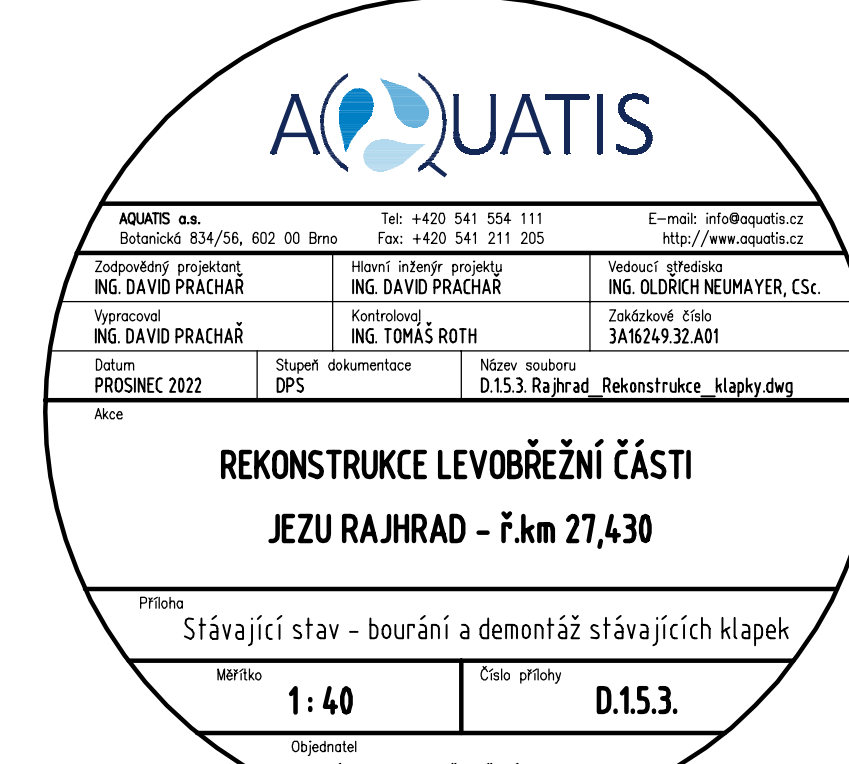 AQUATIS
AQUATIS a.s. Tel: +420 541 554 111 E-mail: info@aquatis.cz
Botanická 834/56, 602 00 Brno Fax: +420 541 211 205 http://www.aquatis.cz
Zodpovědný projektant Hlavní inženýr projektu Vedoucí střediska
ING. DAVID PRACHAŘ ING. DAVID PRACHAŘ ING. OLDŘICH NEUMAYER, CSc.
Vypracoval Kontroloval Zakázkové číslo
ING. DAVID PRACHAŘ ING. TOMÁŠ ROTH 3A16249.32.A01
Datum Stupeň dokumentace Název souboru
PROSINEC 2022 DPS D.1.5.3. Rajhrad_Rekonstrukce_klapky.dwg
Akce
REKONSTRUKCE LEVOBŘEŽNÍ ČÁSTI
JEZU RAJHRAD - ř.km 27,430
Příloha
Stávající stav - bourání a demontáž stávajících klapek
Měřítko Číslo přílohy
1 : 40 D.1.5.3.
Objednatel